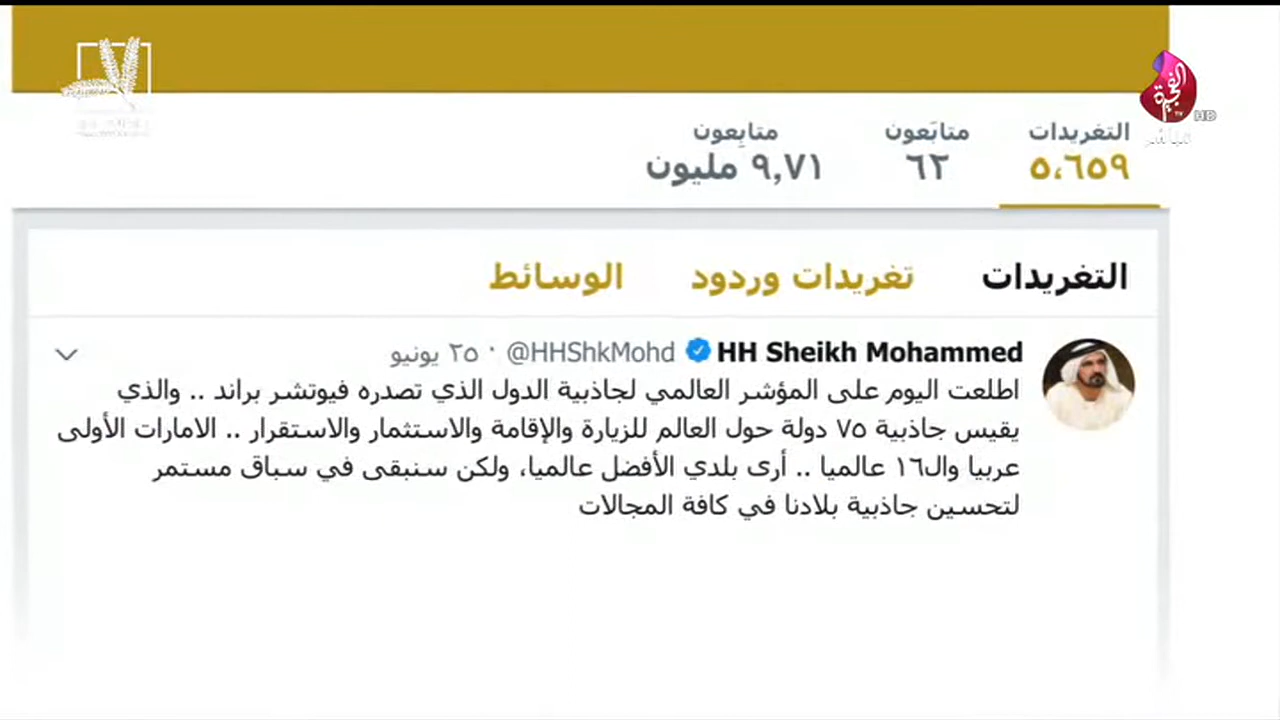 الفجيرة
HD
مباشر
التغريدات متابَعون متابِعون
٥،٦٥٩ ٦٢ ٩,٧١ مليون
التغريدات تغريدات وردود الوسائط
HH Sheikh Mohammed @HHShkMohd · ٢٥ يونيو
اطلعت اليوم على المؤشر العالمي لجاذبية الدول الذي تصدره فيوتشر براند .. والذي
يقيس جاذبية ٧٥ دولة حول العالم للزيارة والإقامة والاستثمار والاستقرار .. الامارات الأولى
عربيا وال١٦ عالميا .. أرى بلدي الأفضل عالميا، ولكن سنبقى في سباق مستمر
لتحسين جاذبية بلادنا في كافة المجالات